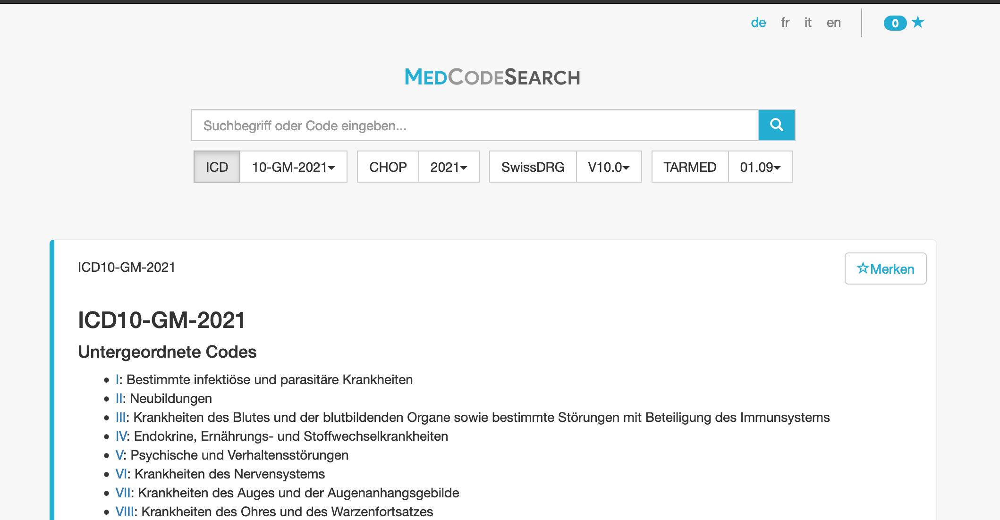 de fr it en 0
MEDCODESEARCH
Suchbegriff oder Code eingeben...
ICD 10-GM-2021 CHOP 2021 SwissDRG V10.0 TARMED 01.09
ICD10-GM-2021 Merken
ICD10-GM-2021
Untergeordnete Codes
I: Bestimmte infektiöse und parasitäre Krankheiten
II: Neubildungen
III: Krankheiten des Blutes und der blutbildenden Organe sowie bestimmte Störungen mit Beteiligung des Immunsystems
IV: Endokrine, Ernährungs- und Stoffwechselkrankheiten
V: Psychische und Verhaltensstörungen
VI: Krankheiten des Nervensystems
VII: Krankheiten des Auges und der Augenanhangsgebilde
VIII: Krankheiten des Ohres und des Warzenfortsatzes